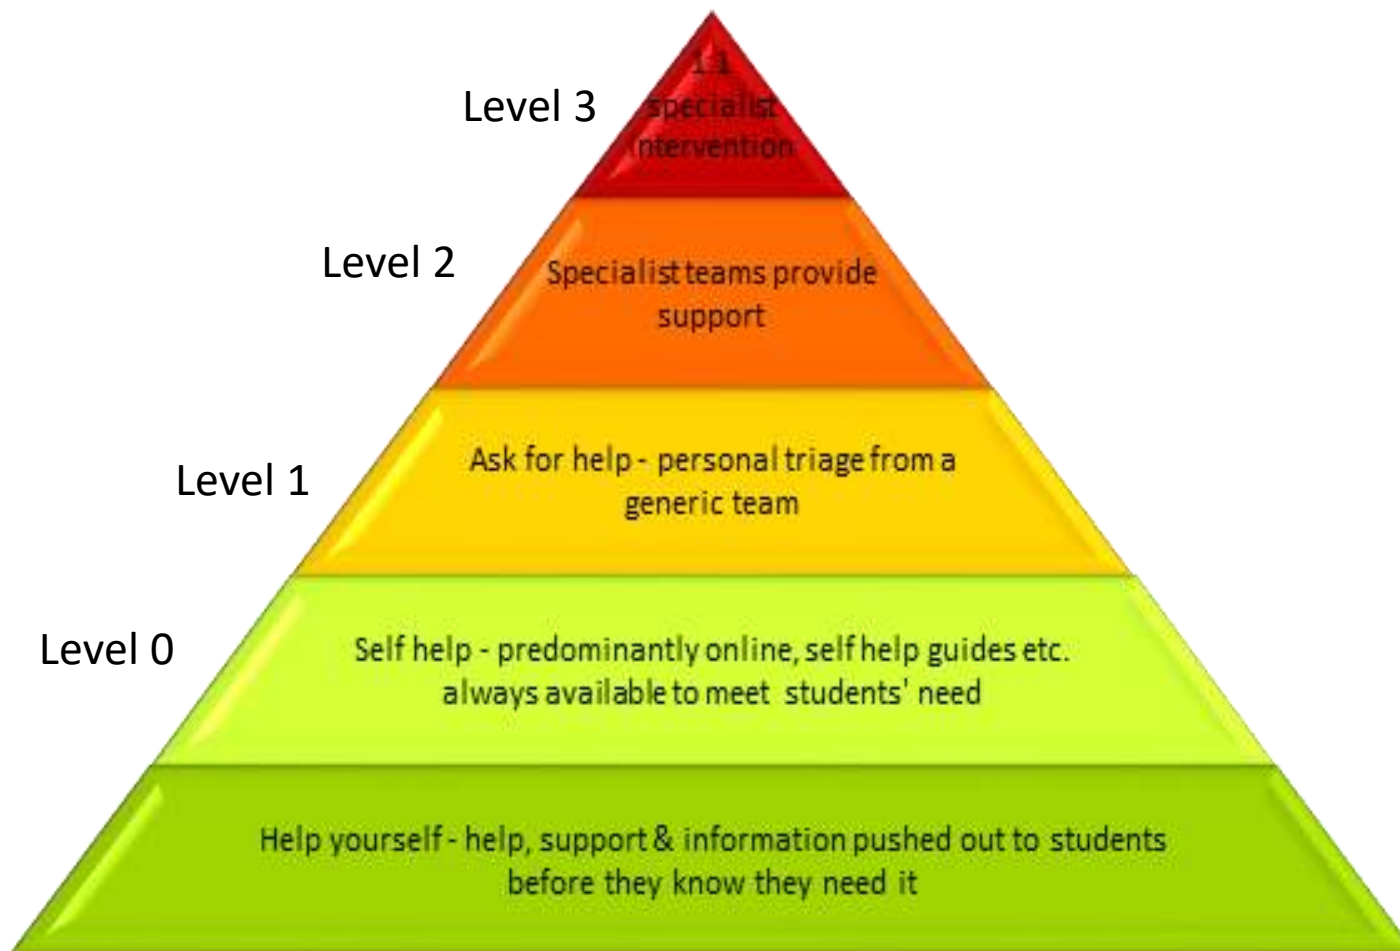 Level 3
1:1
specialist
intervention
Level 2
Specialist teams provide
support
Level 1
Ask for help - personal triage from a
generic team
Level 0
Self help - predominantly online, self help guides etc.
always available to meet students' need
Help yourself - help, support & information pushed out to students
before they know they need it